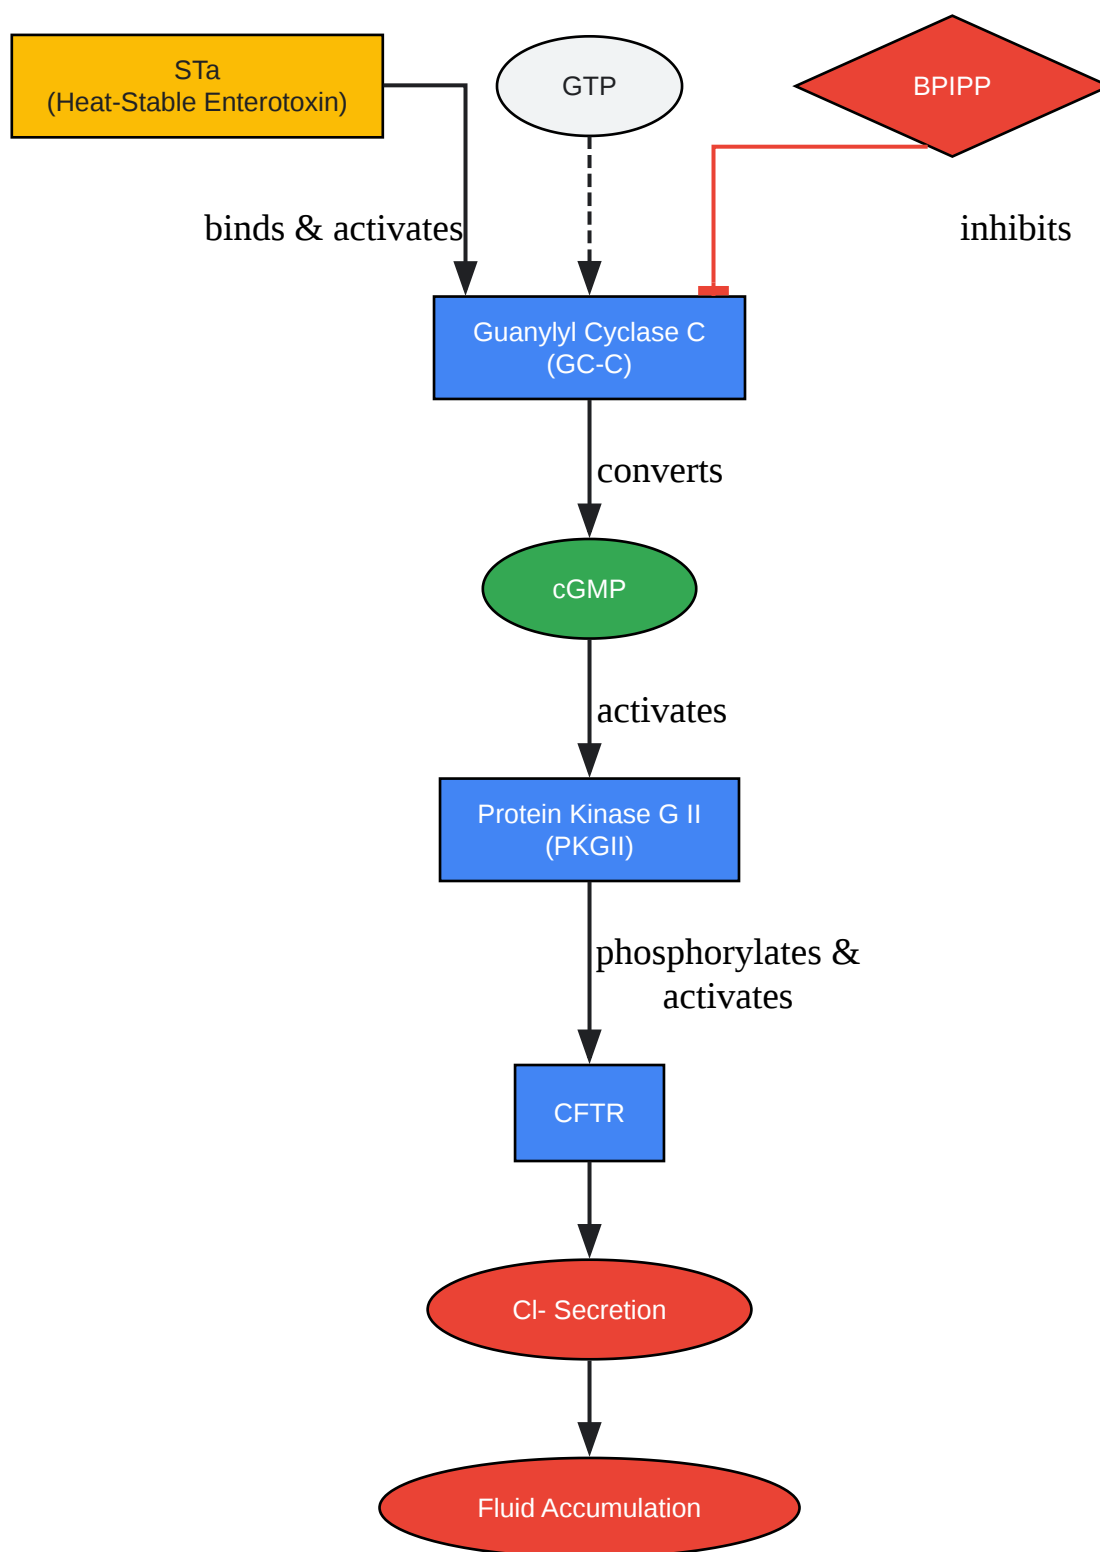 STa
(Heat-Stable Enterotoxin)
GTP
BPIPP
binds & activates
inhibits
Guanylyl Cyclase C
(GC-C)
converts
cGMP
activates
Protein Kinase G II
(PKGII)
phosphorylates &
activates
CFTR
Cl- Secretion
Fluid Accumulation